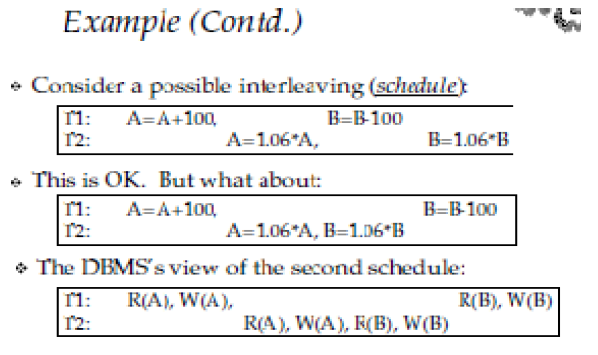 Example (Contd.)
❖ Consider a possible interleaving (schedule):
T1: A=A+100, B=B-100
T2: A=1.06*A, B=1.06*B
❖ This is OK. But what about:
T1: A=A+100, B=B-100
T2: A=1.06*A, B=1.06*B
❖ The DBMS's view of the second schedule:
T1: R(A), W(A), R(B), W(B)
T2: R(A), W(A), R(B), W(B)